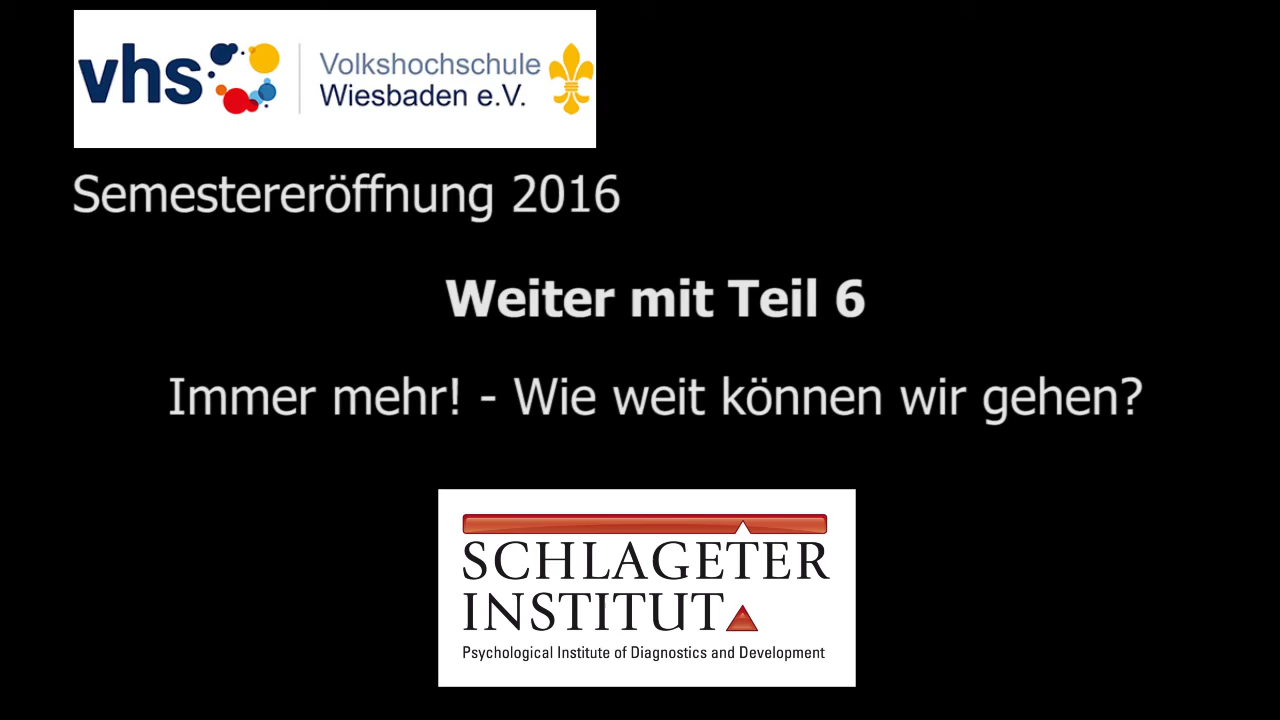 vhs
Volkshochschule
Wiesbaden e.V.
Semestereröffnung 2016
Weiter mit Teil 6
Immer mehr! - Wie weit können wir gehen?
SCHLAGETER
INSTITUT
Psychological Institute of Diagnostics and Development